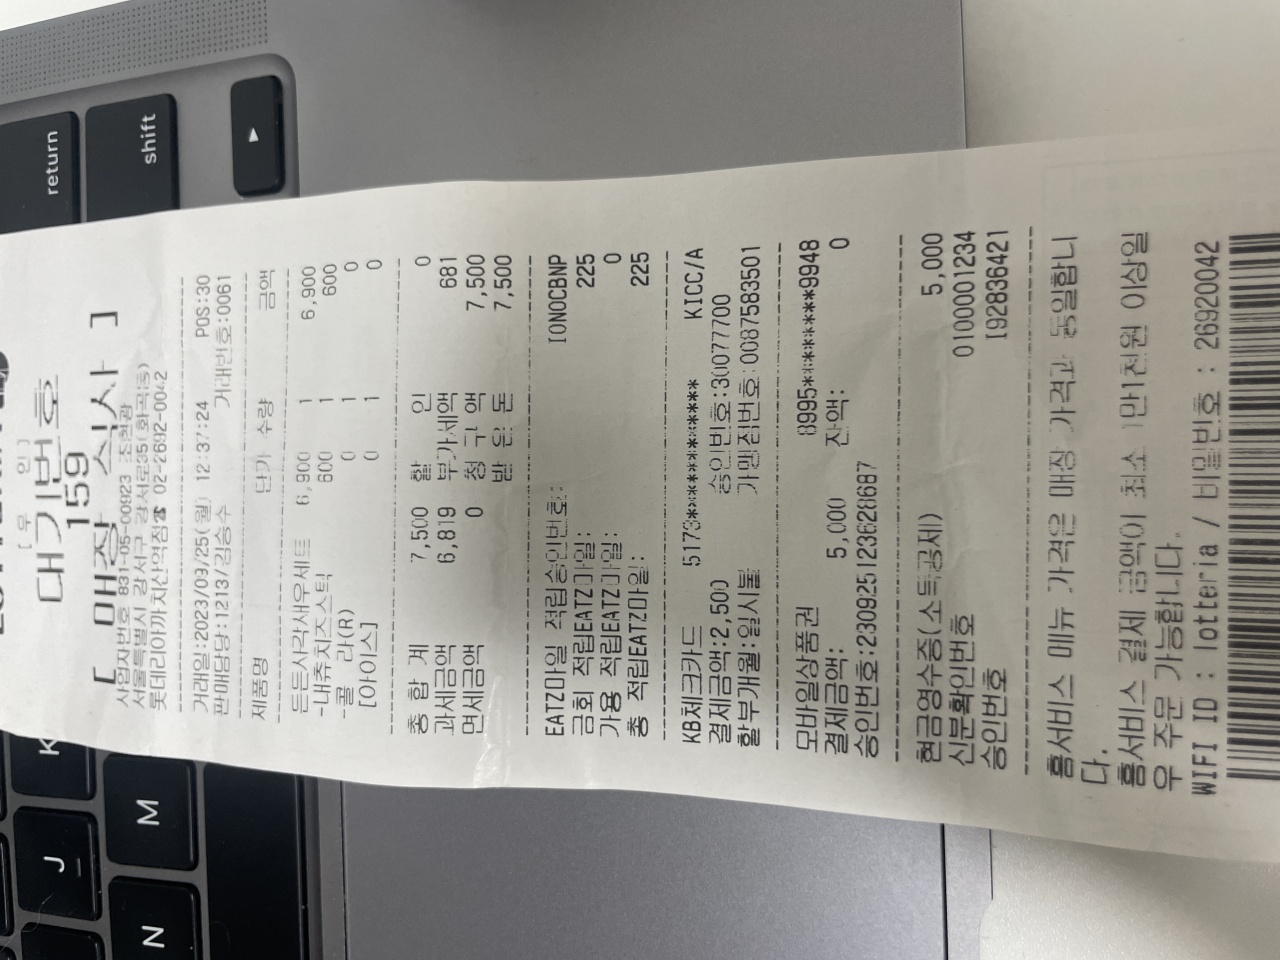 대기번호
159
[ 매장 식사 ]
사업자번호 831-05-00923 조현광
서울특별시 강서구 강서로35(화곡동)
롯데리아까치산역점☎ 02-2692-0042
거래일:2023/09/25(월) 12:37:24 POS:30
판매담당:1213/김승수 거래번호:0061
제품명 단가 수량 금액
든든시각새우세트 6,900 1 6,900
-내츄치즈스틱 600 1 600
-콜 라(R) 0 1 0
[아이스] 0 1 0
총 합 계 7,500 할 인 0
과세금액 6,819 부가세액 681
면세금액 0 청 구 액 7,500
받 은 돈 7,500
EATZ마일 적립승인번호: IONOCBNP
금회 적립EATZ마일: 225
가용 적립EATZ마일: 0
총 적립EATZ마일: 225
KB체크카드 5173************ KICC/A
결제금액:2,500 승인번호:30077700
할부개월:일시불 가맹점번호:0087583501
모바일상품권 8995********9948
결제금액: 5,000 잔액: 0
승인번호:230925123628687
현금영수증(소득공제) 5,000
신분확인번호 0100001234
승인번호 I92836421
홈서비스 메뉴 가격은 매장 가격과 동일합니
다.
홈서비스 결제 금액이 최소 1만1천원 이상일
우 주문 가능합니다.
WIFI ID : lotteria / 비밀번호 : 26920042
return
shift
K
J
M
N